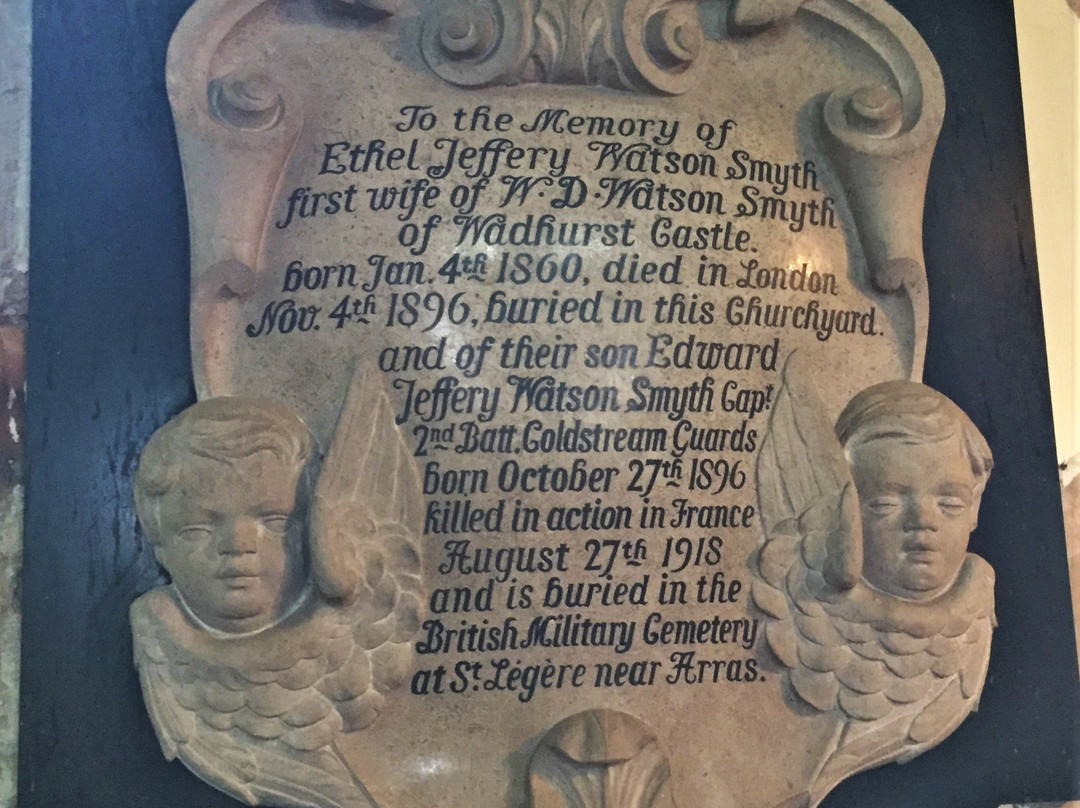 To the Memory of
Ethel Jeffery Watson Smyth
first wife of W. D. Watson Smyth
of Wadhurst Castle.
born Jan. 4th 1860, died in London
Nov. 4th 1896, buried in this Churchyard.
and of their son Edward
Jeffery Watson Smyth Capt
2nd Batt. Coldstream Guards
born October 27th 1896
killed in action in France
August 27th 1918
and is buried in the
British Military Cemetery
at St. Légère near Arras.